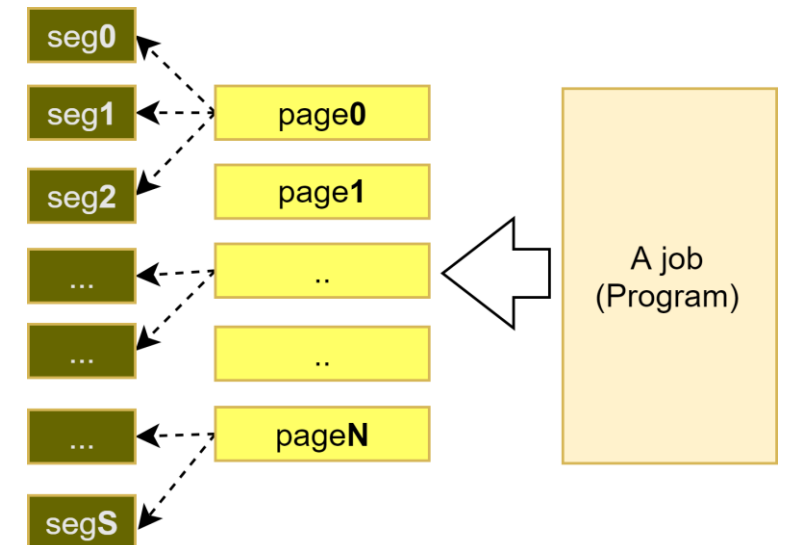 seg0
seg1
seg2
...
...
...
segS
page0
page1
..
..
pageN
A job
(Program)